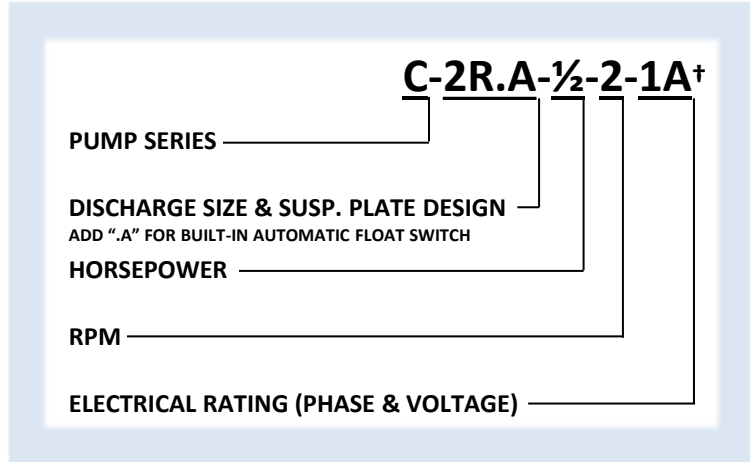 C-2R.A-½-2-1A†
PUMP SERIES
DISCHARGE SIZE & SUSP. PLATE DESIGN
ADD “.A” FOR BUILT-IN AUTOMATIC FLOAT SWITCH
HORSEPOWER
RPM
ELECTRICAL RATING (PHASE & VOLTAGE)